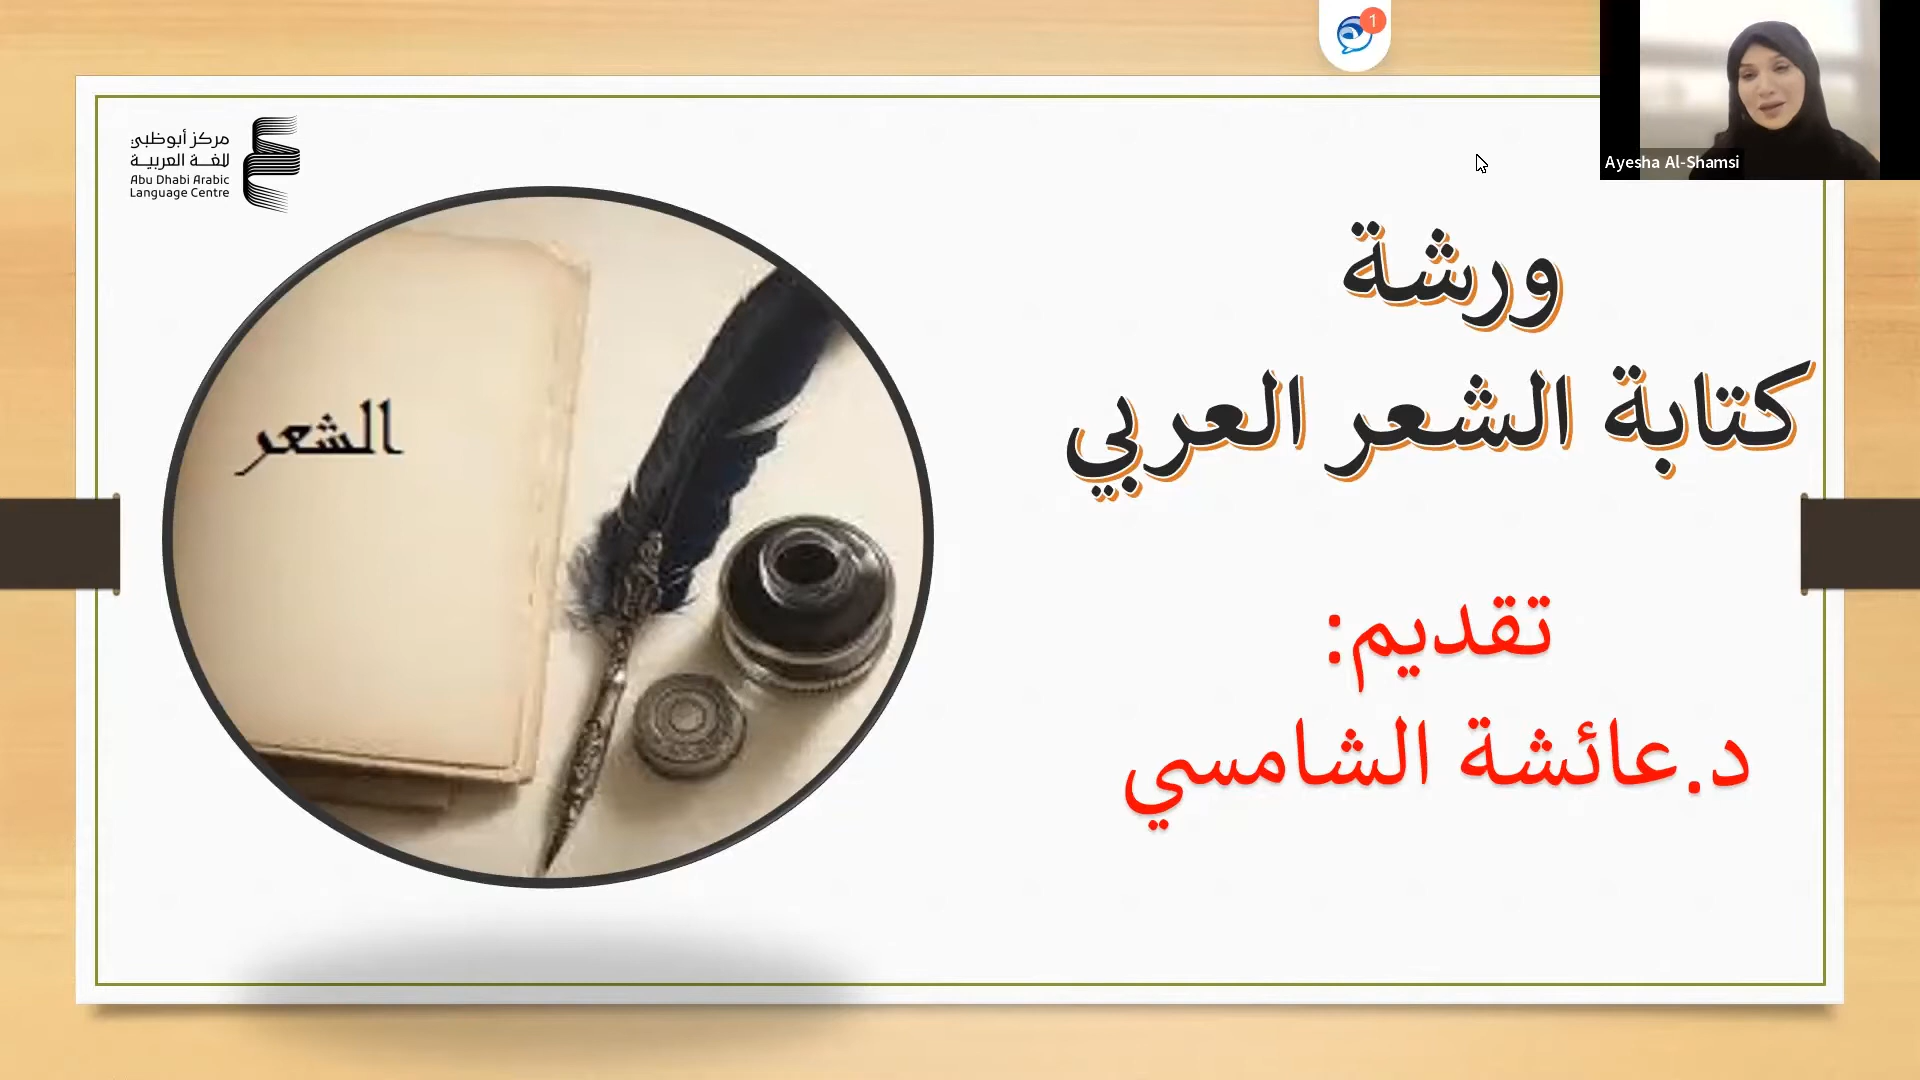 مركز أبوظبي
للغة العربية
Abu Dhabi Arabic
Language Centre
1
Ayesha Al-Shamsi
ورشة
كتابة الشعر العربي
الشعر
تقديم:
د.عائشة الشامسي